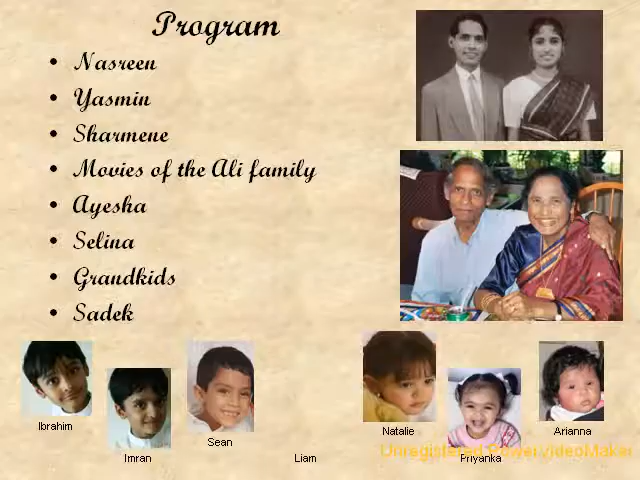 Program
• Nasreen
• Yasmin
• Sharmene
• Movies of the Ali family
• Ayesha
• Selina
• Grandkids
• Sadek
Ibrahim
Imran
Sean
Liam
Natalie
Priyanka
Arianna
Unregistered PowervideoMaker